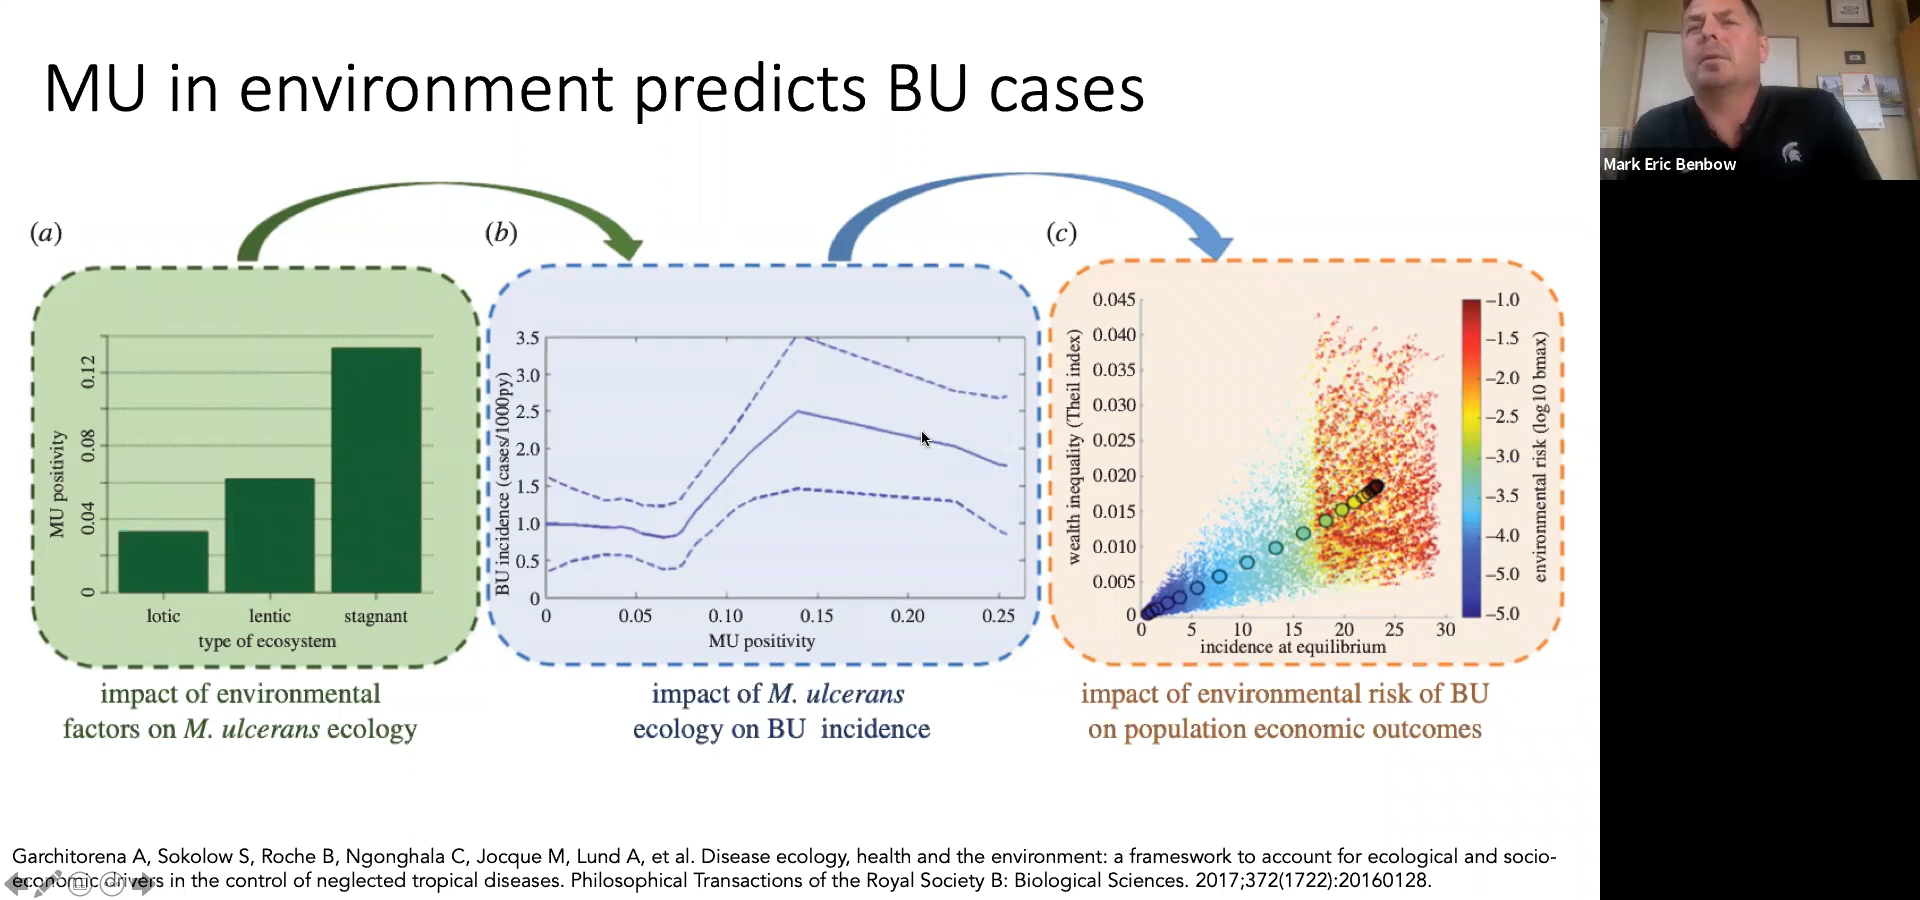 MU in environment predicts BU cases
Mark Eric Benbow
(a)
MU positivity
0.12
0.08
0.04
0
lotic
lentic
stagnant
type of ecosystem
impact of environmental
factors on M. ulcerans ecology
(b)
BU incidence (cases/1000py)
3.5
3.0
2.5
2.0
1.5
1.0
0.5
0
0
0.05
0.10
0.15
0.20
0.25
MU positivity
impact of M. ulcerans
ecology on BU incidence
(c)
wealth inequality (Theil index)
0.045
0.040
0.035
0.030
0.025
0.020
0.015
0.010
0.005
0
0
5
10
15
20
25
30
incidence at equilibrium
–1.0
–1.5
–2.0
–2.5
–3.0
–3.5
–4.0
–5.0
–5.0
environmental risk (log10 bmax)
impact of environmental risk of BU
on population economic outcomes
Garchitorena A, Sokolow S, Roche B, Ngonghala C, Jocque M, Lund A, et al. Disease ecology, health and the environment: a frameswork to account for ecological and socio-
economic drivers in the control of neglected tropical diseases. Philosophical Transactions of the Royal Society B: Biological Sciences. 2017;372(1722):20160128.